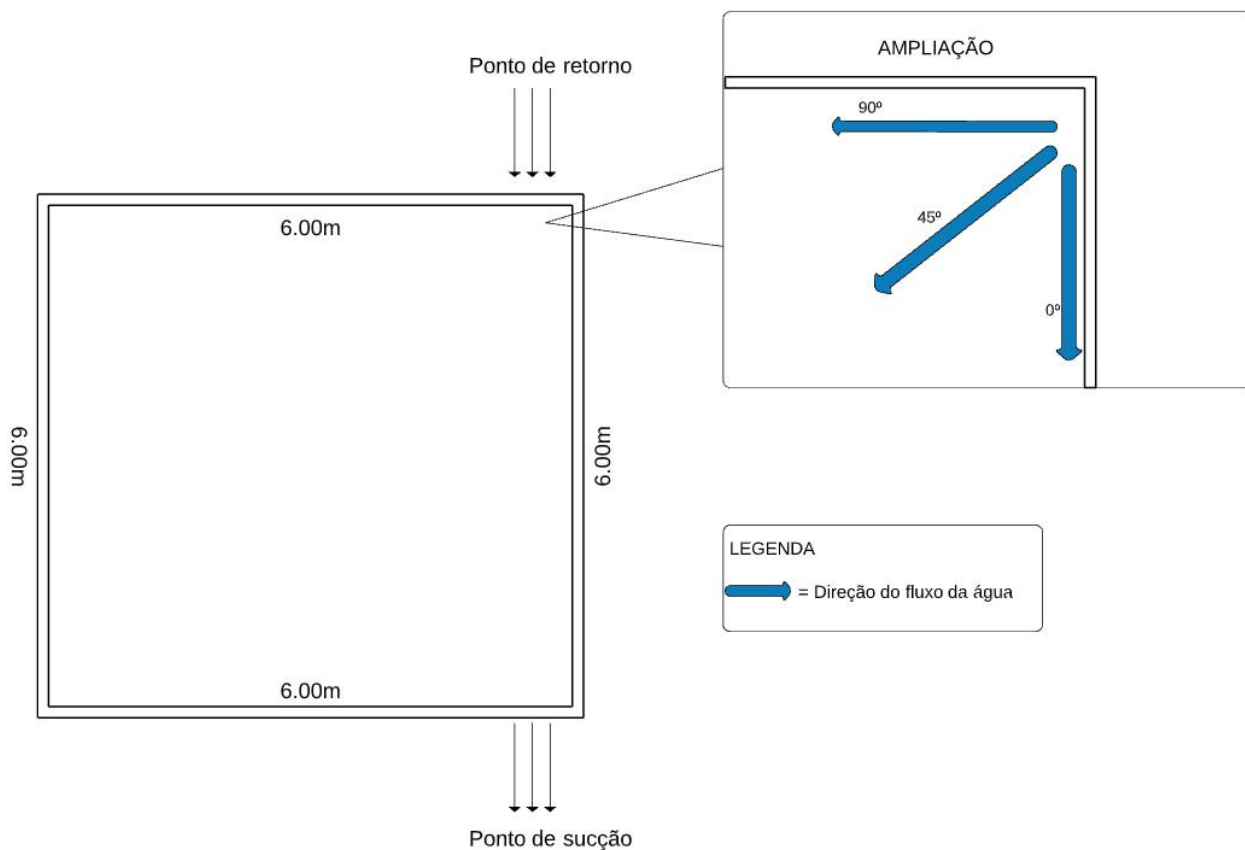 AMPLIAÇÃO
Ponto de retorno
90º
45º
0º
6.00m
6.00m
6.00m
6.00m
LEGENDA
= Direção do fluxo da água
Ponto de sucção